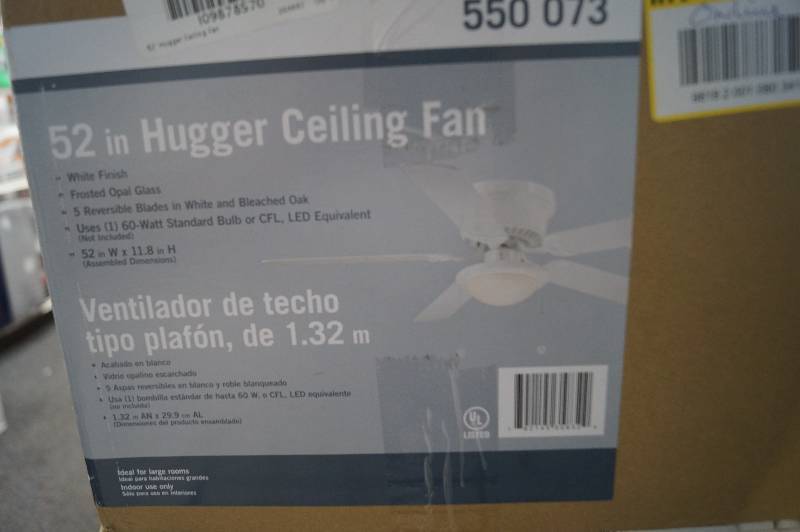 109876570
52" Hugger Ceiling Fan
550 073
52 in Hugger Ceiling Fan
White Finish
Frosted Opal Glass
5 Reversible Blades in White and Bleached Oak
Uses (1) 60-Watt Standard Bulb or CFL, LED Equivalent
(Not Included)
52 in W x 11.8 in H
(Assembled Dimensions)
Ventilador de techo
tipo plafón, de 1.32 m
Acabado en blanco
Vidrio opalino escarchado
5 Aspas reversibles en blanco y roble blanqueado
Usa (1) bombilla estándar de hasta 60 W, o CFL, LED equivalente
(no incluida)
1.32 m AN x 29.9 cm AL
(Dimensiones del producto ensamblado)
UL
LISTED
Ideal for large rooms
Ideal para habitaciones grandes
Indoor use only
Sólo para uso en interiores